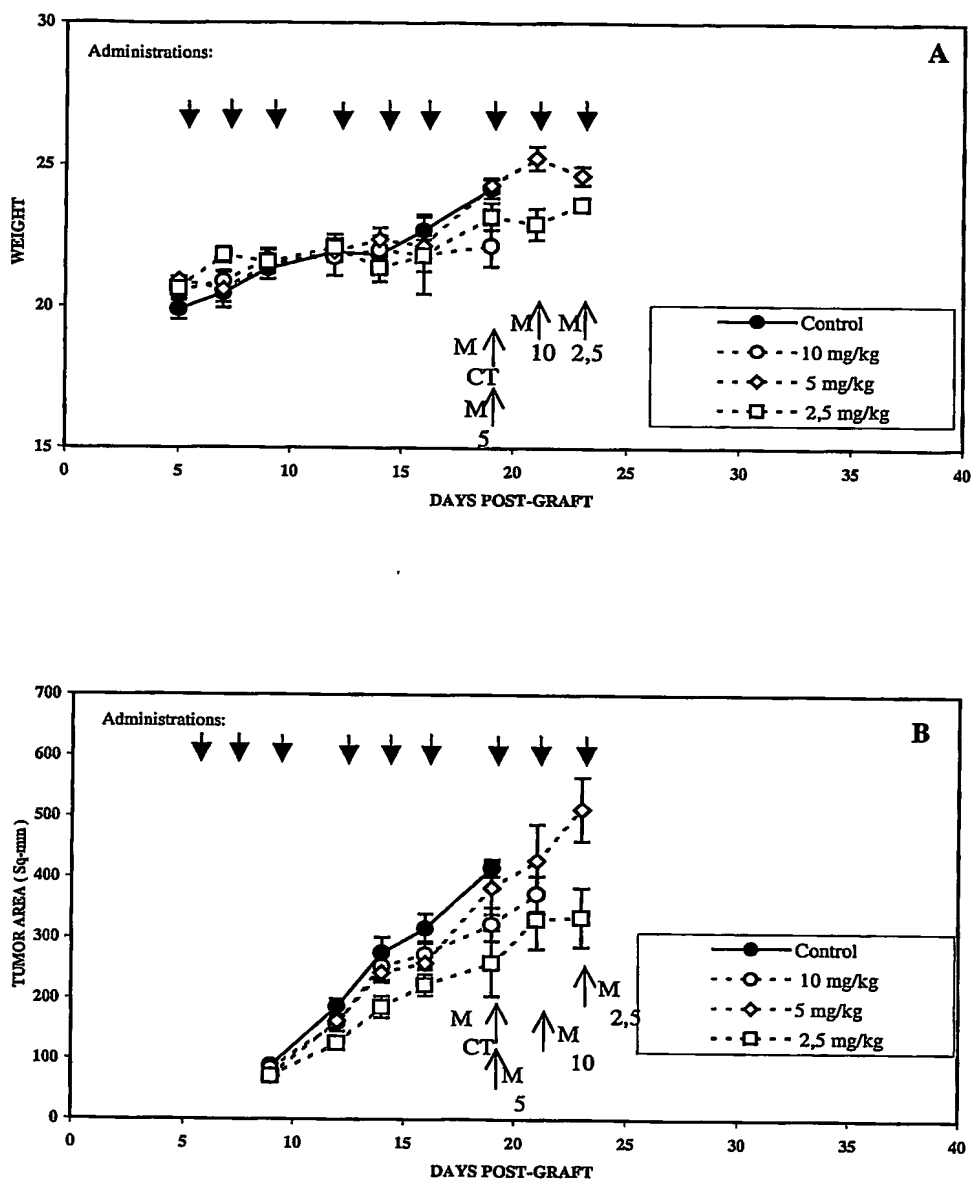 30
Administrations:
A
25
WEIGHT
20
M M
10 2,5
M
CT
M
5
Control
10 mg/kg
5 mg/kg
2,5 mg/kg
15
0 5 10 15 20 25 30 35 40
DAYS POST-GRAFT
700
Administrations:
B
600
500
400
TUMOR AREA ( Sq-mm )
300
200
100
0
M
2,5
M
CT
M
10
M
5
Control
10 mg/kg
5 mg/kg
2,5 mg/kg
0 5 10 15 20 25 30 35 40
DAYS POST-GRAFT